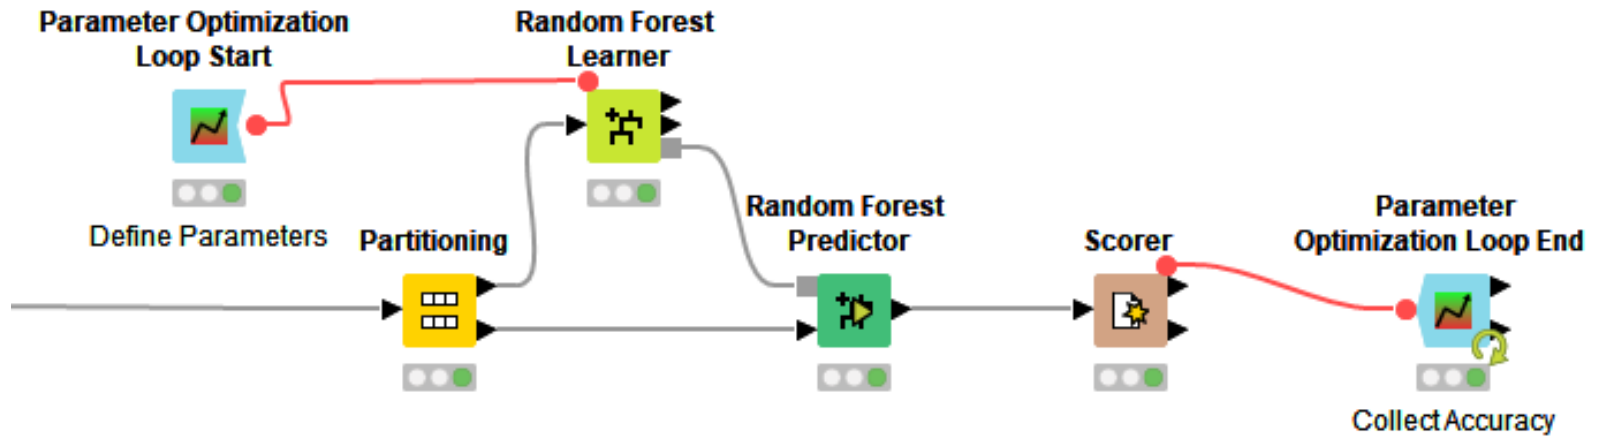 Parameter Optimization
Loop Start
Random Forest
Learner
Define Parameters
Partitioning
Random Forest
Predictor
Scorer
Parameter
Optimization Loop End
Collect Accuracy